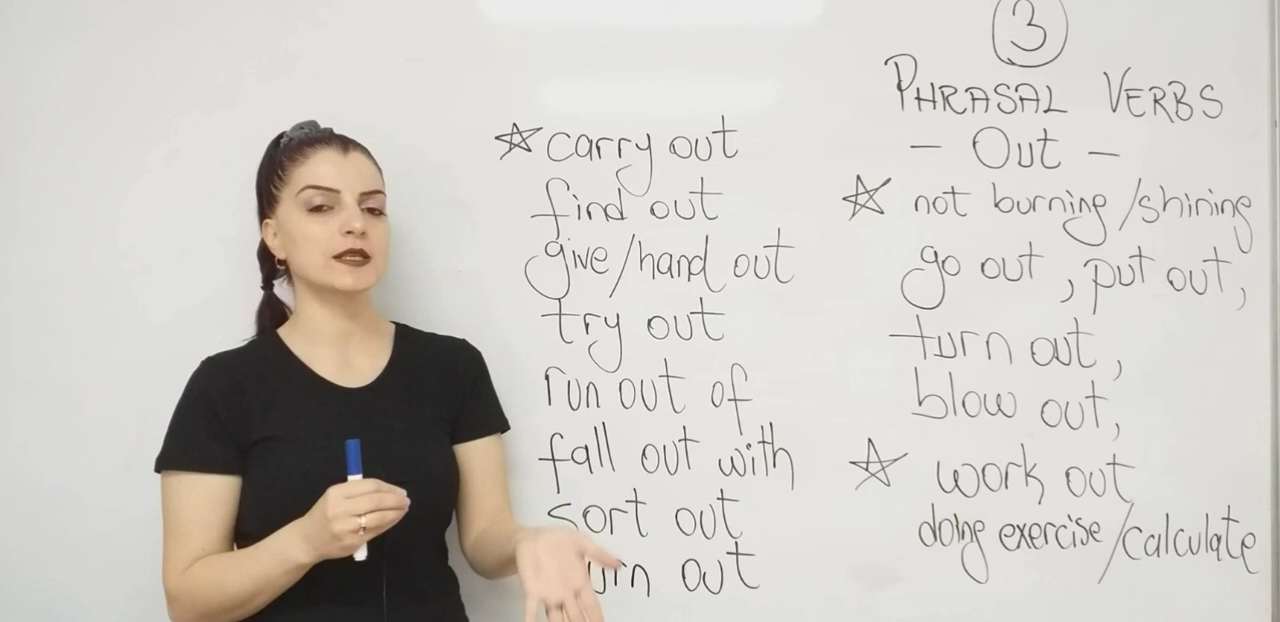 3
PHRASAL VERBS
- Out -
☆ carry out
find out
give/hand out
try out
run out of
fall out with
sort out
out
☆ not burning/shining
go out, put out,
turn out,
blow out,
☆ work out
doing exercise/calculate